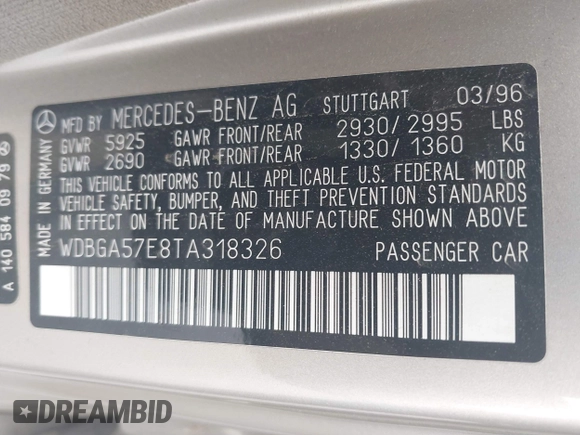 MFD BY MERCEDES-BENZ AG STUTTGART 03/96
GVWR 5925 GAWR FRONT/REAR 2930/2995 LBS
GVWR 2690 GAWR FRONT/REAR 1330/1360 KG
THIS VEHICLE CONFORMS TO ALL APPLICABLE U.S. FEDERAL MOTOR
VEHICLE SAFETY, BUMPER, AND THEFT PREVENTION STANDARDS
IN EFFECT ON THE DATE OF MANUFACTURE SHOWN ABOVE
WDBGA57E8TA318326 PASSENGER CAR
MADE IN GERMANY
A 140 584 09 79
DREAMBID